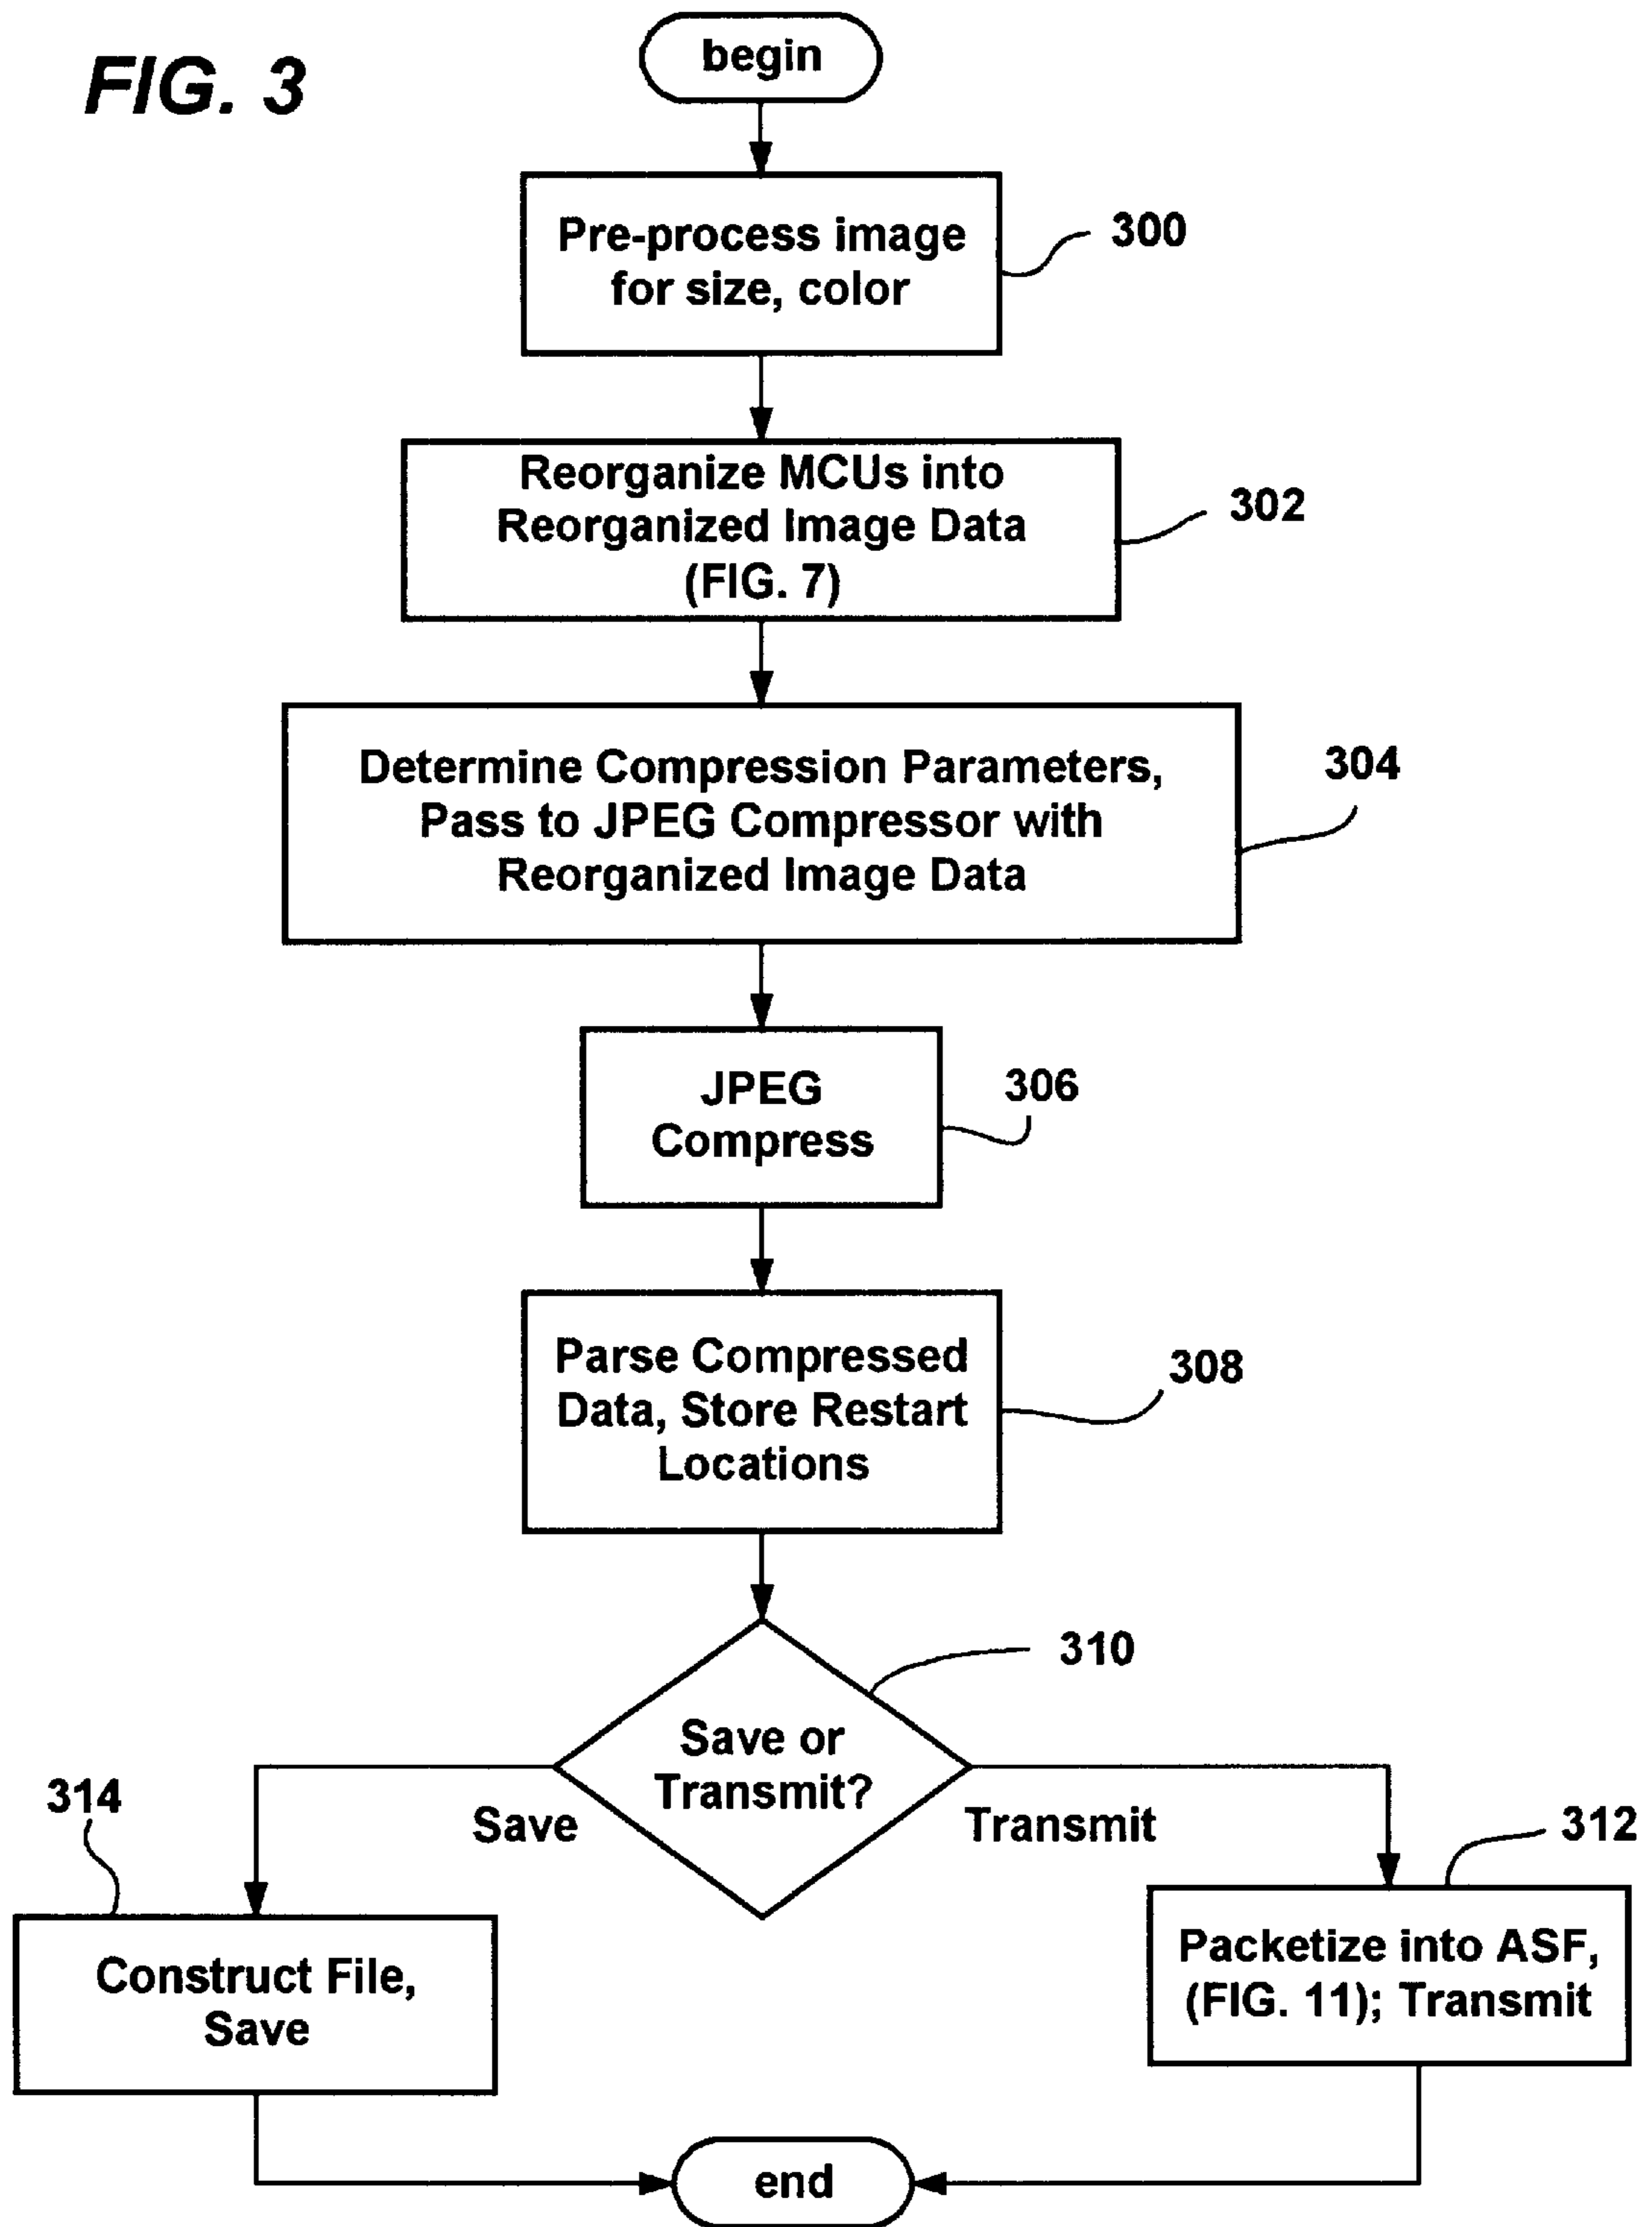 FIG. 3
begin
Pre-process image
for size, color
300
Reorganize MCUs into
Reorganized Image Data
(FIG. 7)
302
Determine Compression Parameters,
Pass to JPEG Compressor with
Reorganized Image Data
304
JPEG
Compress
306
Parse Compressed
Data, Store Restart
Locations
308
310
Save or
Transmit?
Save
Transmit
314
Construct File,
Save
312
Packetize into ASF,
(FIG. 11); Transmit
end